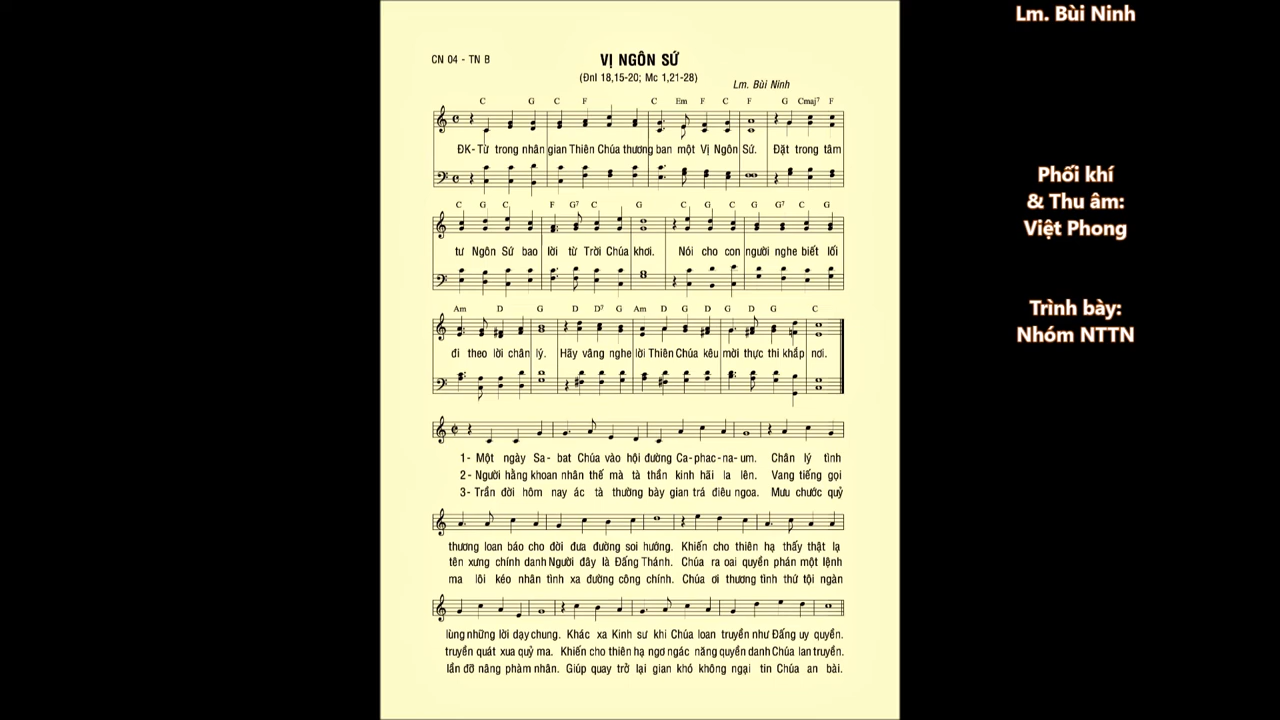 CN 04 - TN B
VỊ NGÔN SỨ
(Đnl 18,15-20; Mc 1,21-28)
Lm. Bùi Ninh
C G C F C Em F C F G Cmaj7 F
ĐK- Từ trong nhân gian Thiên Chúa thương ban một Vị Ngôn Sứ. Đặt trong tâm
C G C F G7 C G C G C G G7 C G
tư Ngôn Sứ bao lời từ Trời Chúa khơi. Nói cho con người nghe biết lối
Am D G D D7 G Am D G D G D G C
đi theo lời chân lý. Hãy vâng nghe lời Thiên Chúa kêu mời thực thi khắp nơi.
1- Một ngày Sa- bat Chúa vào hội đường Ca-phac-na-um. Chân lý tình
2- Người hằng khoan nhân thế mà tà thần kinh hãi la lên. Vang tiếng gọi
3- Trần đời hôm nay ác tà thường bày gian trá điêu ngoa. Mưu chước quỷ
thương loan báo cho đời đưa đường soi hướng. Khiến cho thiên hạ thấy thật lạ
tên xưng chính danh Người đây là Đấng Thánh. Chúa ra oai quyền phán một lệnh
ma lôi kéo nhân tình xa đường công chính. Chúa ơi thương tình thứ tội ngàn
lùng những lời dạy chung. Khác xa Kinh sư khi Chúa loan truyền như Đấng uy quyền.
truyền quát xua quỷ ma. Khiến cho thiên hạ ngơ ngác năng quyền danh Chúa lan truyền.
lần đỡ nâng phàm nhân. Giúp quay trở lại gian khó không ngại tin Chúa an bài.
Lm. Bùi Ninh
Phối khí
& Thu âm:
Việt Phong
Trình bày:
Nhóm NTTN